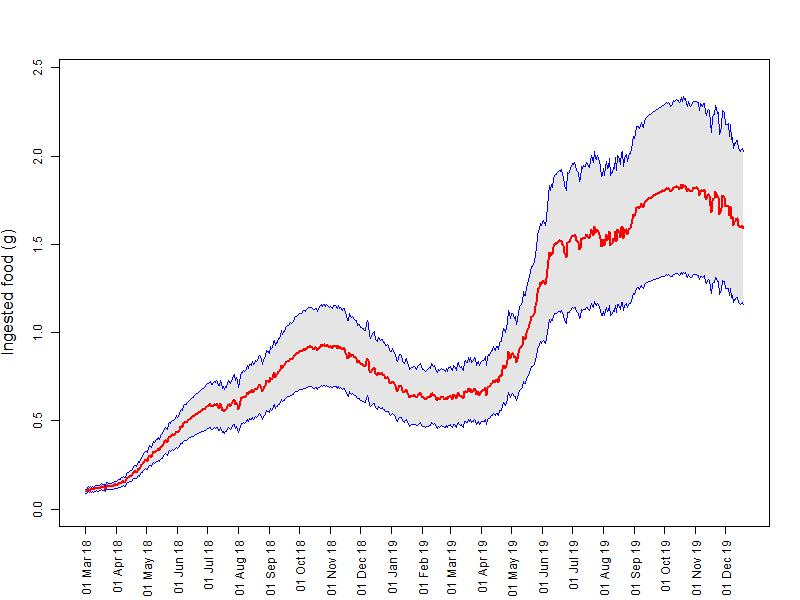 Ingested food (g)
2.5
2.0
1.5
1.0
0.5
0.0
01 Mar 18
01 Apr 18
01 May 18
01 Jun 18
01 Jul 18
01 Aug 18
01 Sep 18
01 Oct 18
01 Nov 18
01 Dec 18
01 Jan 19
01 Feb 19
01 Mar 19
01 Apr 19
01 May 19
01 Jun 19
01 Jul 19
01 Aug 19
01 Sep 19
01 Oct 19
01 Nov 19
01 Dec 19